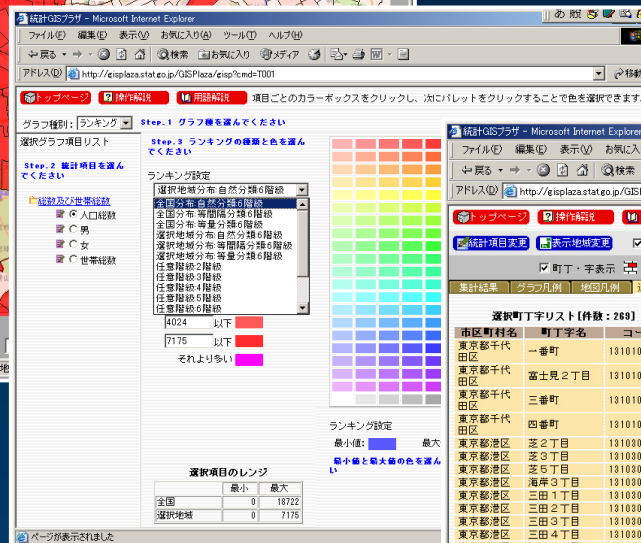 統計GISプラザ - Microsoft Internet Explorer
ファイル(F) 編集(E) 表示(V) お気に入り(A) ツール(T) ヘルプ(H)
戻る 検索 お気に入り メディア
アドレス(D) http://gisplaza.stat.go.jp/GISPlaza/gisp?cmd=T001 移動
トップページ 操作解説 用語解説 項目ごとのカラーボックスをクリックし、次にパレットをクリックすることで色を選択できます。
グラフ種別: ランキング Step.1 グラフ種を選んでください
選択グラフ項目リスト
Step.2 統計項目を選んでください
総数及び世帯総数
人口総数
男
女
世帯総数
Step.3 ランキングの種類と色を選んでください
ランキング設定
選択地域分布:自然分類6階級
全国分布:自然分類6階級
全国分布:等間隔分類6階級
全国分布:等量分類6階級
選択地域分布:自然分類6階級
選択地域分布:等間隔分類6階級
選択地域分布:等量分類6階級
任意階級:2階級
任意階級:3階級
任意階級:4階級
任意階級:5階級
任意階級:6階級
4024 以下
7175 以下
それより多い
選択項目のレンジ
最小 最大
全国 0 18722
選択地域 0 7175
ランキング設定
最小値: 最大
最小値と最大値の色を選ん
い
ページが表示されました
統計GISプラザ - Microsoft Internet Explorer
ファイル(F) 編集(E) 表示(V) お気に入
戻る 検索
アドレス(D) http://gisplaza.stat.go.jp/GISP
トップページ 操作解説
統計項目変更 表示地域変更
町丁・字表示
集計結果 グラフ凡例 地図凡例
選択町丁字リスト[件数:269]
市区町村名 町丁字名 コー
東京都千代田区 一番町 131010
東京都千代田区 富士見2丁目 131010
東京都千代田区 三番町 131010
東京都千代田区 四番町 131010
東京都港区 芝2丁目 131030
東京都港区 芝3丁目 131030
東京都港区 芝5丁目 131030
東京都港区 海岸3丁目 131030
東京都港区 三田1丁目 131030
東京都港区 三田2丁目 131030
東京都港区 三田3丁目 131030
東京都港区 三田4丁目 131030